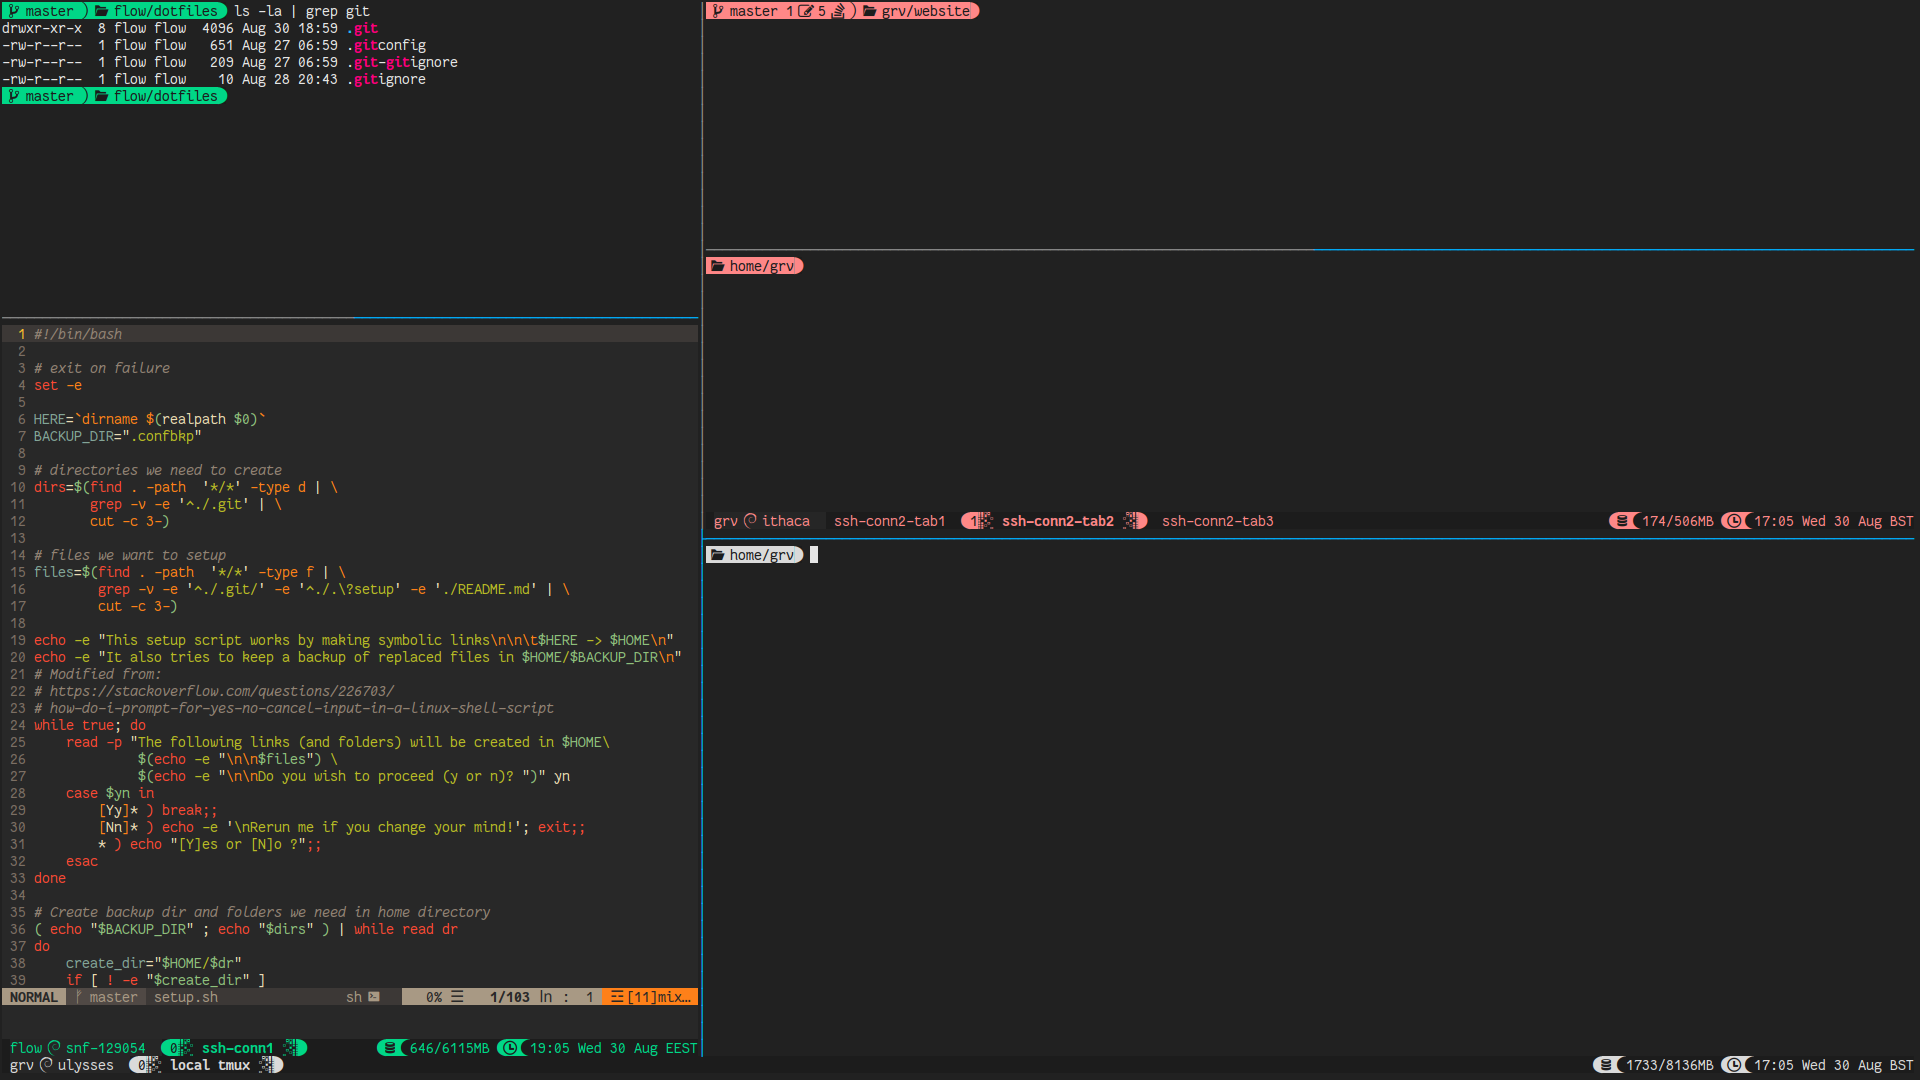 master flow/dotfiles ls -la | grep git
drwxr-xr-x  8 flow flow  4096 Aug 30 18:59 .git
-rw-r--r--  1 flow flow   651 Aug 27 06:59 .gitconfig
-rw-r--r--  1 flow flow   209 Aug 27 06:59 .git-gitignore
-rw-r--r--  1 flow flow    10 Aug 28 20:43 .gitignore
master flow/dotfiles
1 #!/bin/bash
2
3 # exit on failure
4 set -e
5
6 HERE=`dirname $(realpath $0)`
7 BACKUP_DIR=".confbkp"
8
9 # directories we need to create
10 dirs=$(find . -path  '*/*' -type d | \
11        grep -v -e '^./.git' | \
12        cut -c 3-)
13
14 # files we want to setup
15 files=$(find . -path  '*/*' -type f | \
16         grep -v -e '^./.git/' -e '^./.\?setup' -e './README.md' | \
17         cut -c 3-)
18
19 echo -e "This setup script works by making symbolic links\n\n\t$HERE -> $HOME\n"
20 echo -e "It also tries to keep a backup of replaced files in $HOME/$BACKUP_DIR\n"
21 # Modified from:
22 # https://stackoverflow.com/questions/226703/
23 # how-do-i-prompt-for-yes-no-cancel-input-in-a-linux-shell-script
24 while true; do
25     read -p "The following links (and folders) will be created in $HOME\
26              $(echo -e "\n\n$files") \
27              $(echo -e "\n\nDo you wish to proceed (y or n)? ")" yn
28     case $yn in
29         [Yy]* ) break;;
30         [Nn]* ) echo -e '\nRerun me if you change your mind!'; exit;;
31         * ) echo "[Y]es or [N]o ?";;
32     esac
33 done
34
35 # Create backup dir and folders we need in home directory
36 ( echo "$BACKUP_DIR" ; echo "$dirs" ) | while read dr
37 do
38     create_dir="$HOME/$dr"
39     if [ ! -e "$create_dir" ]
NORMAL master setup.sh sh 0% ☰ 1/103 ln : 1 ☲[11]mix…
flow snf-129054 0 ssh-conn1 646/6115MB 19:05 Wed 30 Aug EEST
master 1 5 grv/website
home/grv
grv ithaca ssh-conn2-tab1 1 ssh-conn2-tab2 ssh-conn2-tab3 174/506MB 17:05 Wed 30 Aug BST
home/grv
grv ulysses 0 local tmux 1733/8136MB 17:05 Wed 30 Aug BST